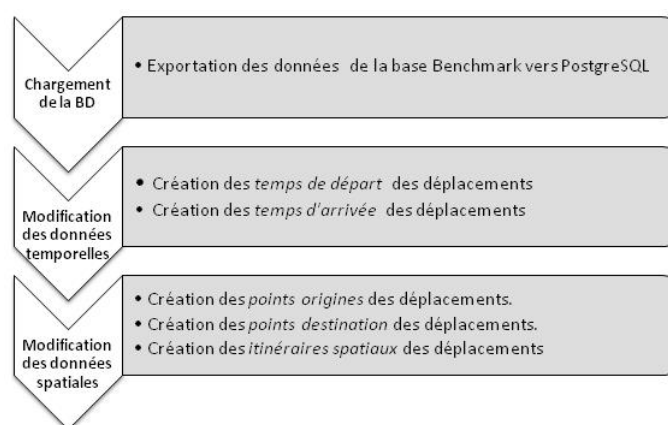 Chargement
de la BD
• Exportation des données de la base Benchmark vers PostgreSQL
Modification
des données
temporelles
• Création des temps de départ des déplacements
• Création des temps d'arrivée des déplacements
Modification
des données
spatiales
• Création des points origines des déplacements.
• Création des points destination des déplacements.
• Création des itinéraires spatiaux des déplacements